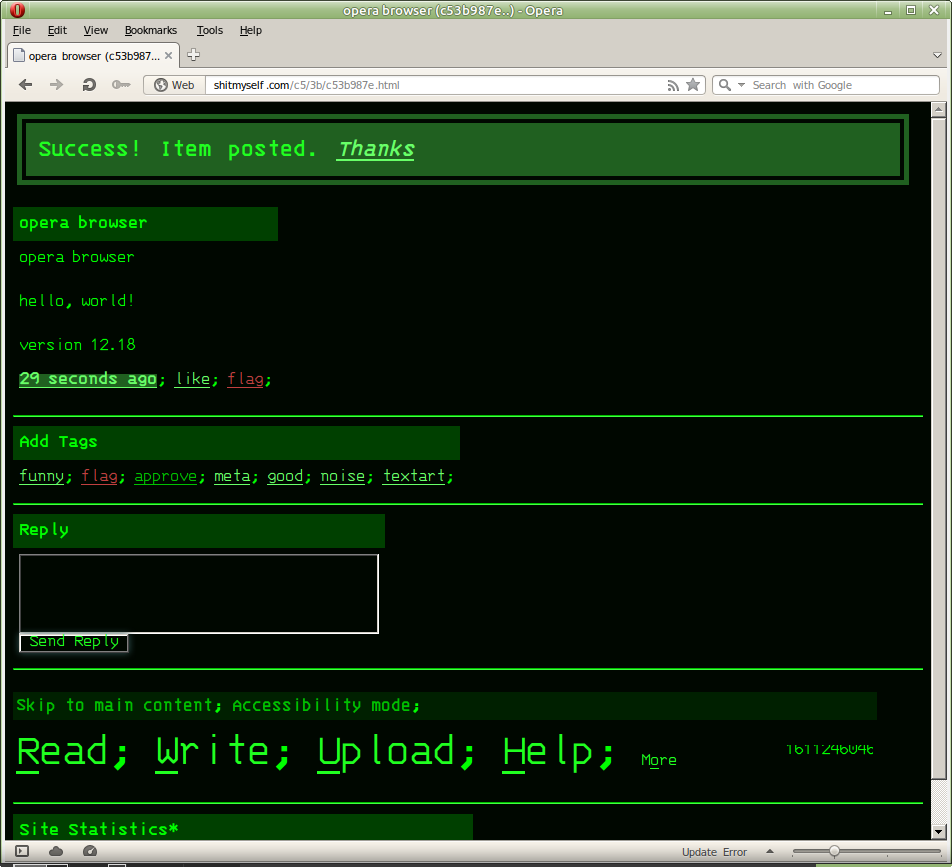 opera browser (c53b987e..) - Opera
File Edit View Bookmarks Tools Help
opera browser (c53b987...
Web shitmyself.com/c5/3b/c53b987e.html Search with Google
Success! Item posted. Thanks
opera browser
opera browser
hello, world!
version 12.18
29 seconds ago; like; flag;
Add Tags
funny; flag; approve; meta; good; noise; textart;
Reply
Send Reply
Skip to main content; Accessibility mode;
Read; Write; Upload; Help; More 1611246046
Site Statistics*
Update Error